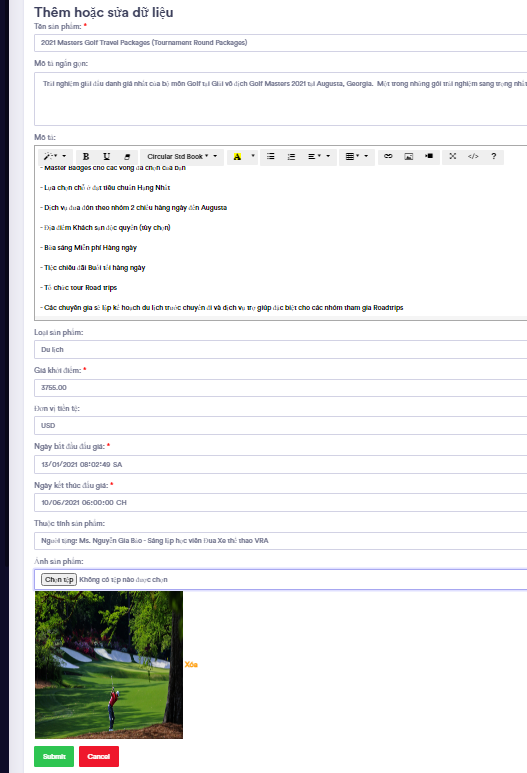 Thêm hoặc sửa dữ liệu
Tên sản phẩm: *
2021 Masters Golf Travel Packages (Tournament Round Packages)
Mô tả ngắn gọn:
Trải nghiệm giải đấu danh giá nhất của bộ môn Golf tại Giải vô địch Golf Masters 2021 tại Augusta, Georgia. Một trong những gói trải nghiệm sang trọng nhất
Mô tả:
B U Circular Std Book A </> ?
- Master Badges cho các vòng đã chọn của bạn
- Lựa chọn chỗ ở đạt tiêu chuẩn Hạng Nhất
- Dịch vụ đưa đón theo nhóm 2 chiều hàng ngày đến Augusta
- Địa điểm Khách sạn độc quyền (tùy chọn)
- Bữa sáng Miễn phí Hàng ngày
- Tiệc chiêu đãi Buổi tối hàng ngày
- Tổ chức tour Road trips
- Các chuyên gia sẽ lập kế hoạch du lịch trước chuyến đi và dịch vụ trợ giúp đặc biệt cho các nhóm tham gia Roadtrips
Loại sản phẩm:
Du lịch
Giá khởi điểm: *
3755.00
Đơn vị tiền tệ:
USD
Ngày bắt đầu đấu giá: *
13/01/2021 08:02:49 SA
Ngày kết thúc đấu giá: *
10/06/2021 06:00:00 CH
Thuộc tính sản phẩm:
Người tặng: Ms. Nguyễn Gia Bảo - Sáng lập học viện Đua Xe thể thao VRA
Ảnh sản phẩm:
Chọn tệp Không có tệp nào được chọn
Xóa
Submit Cancel